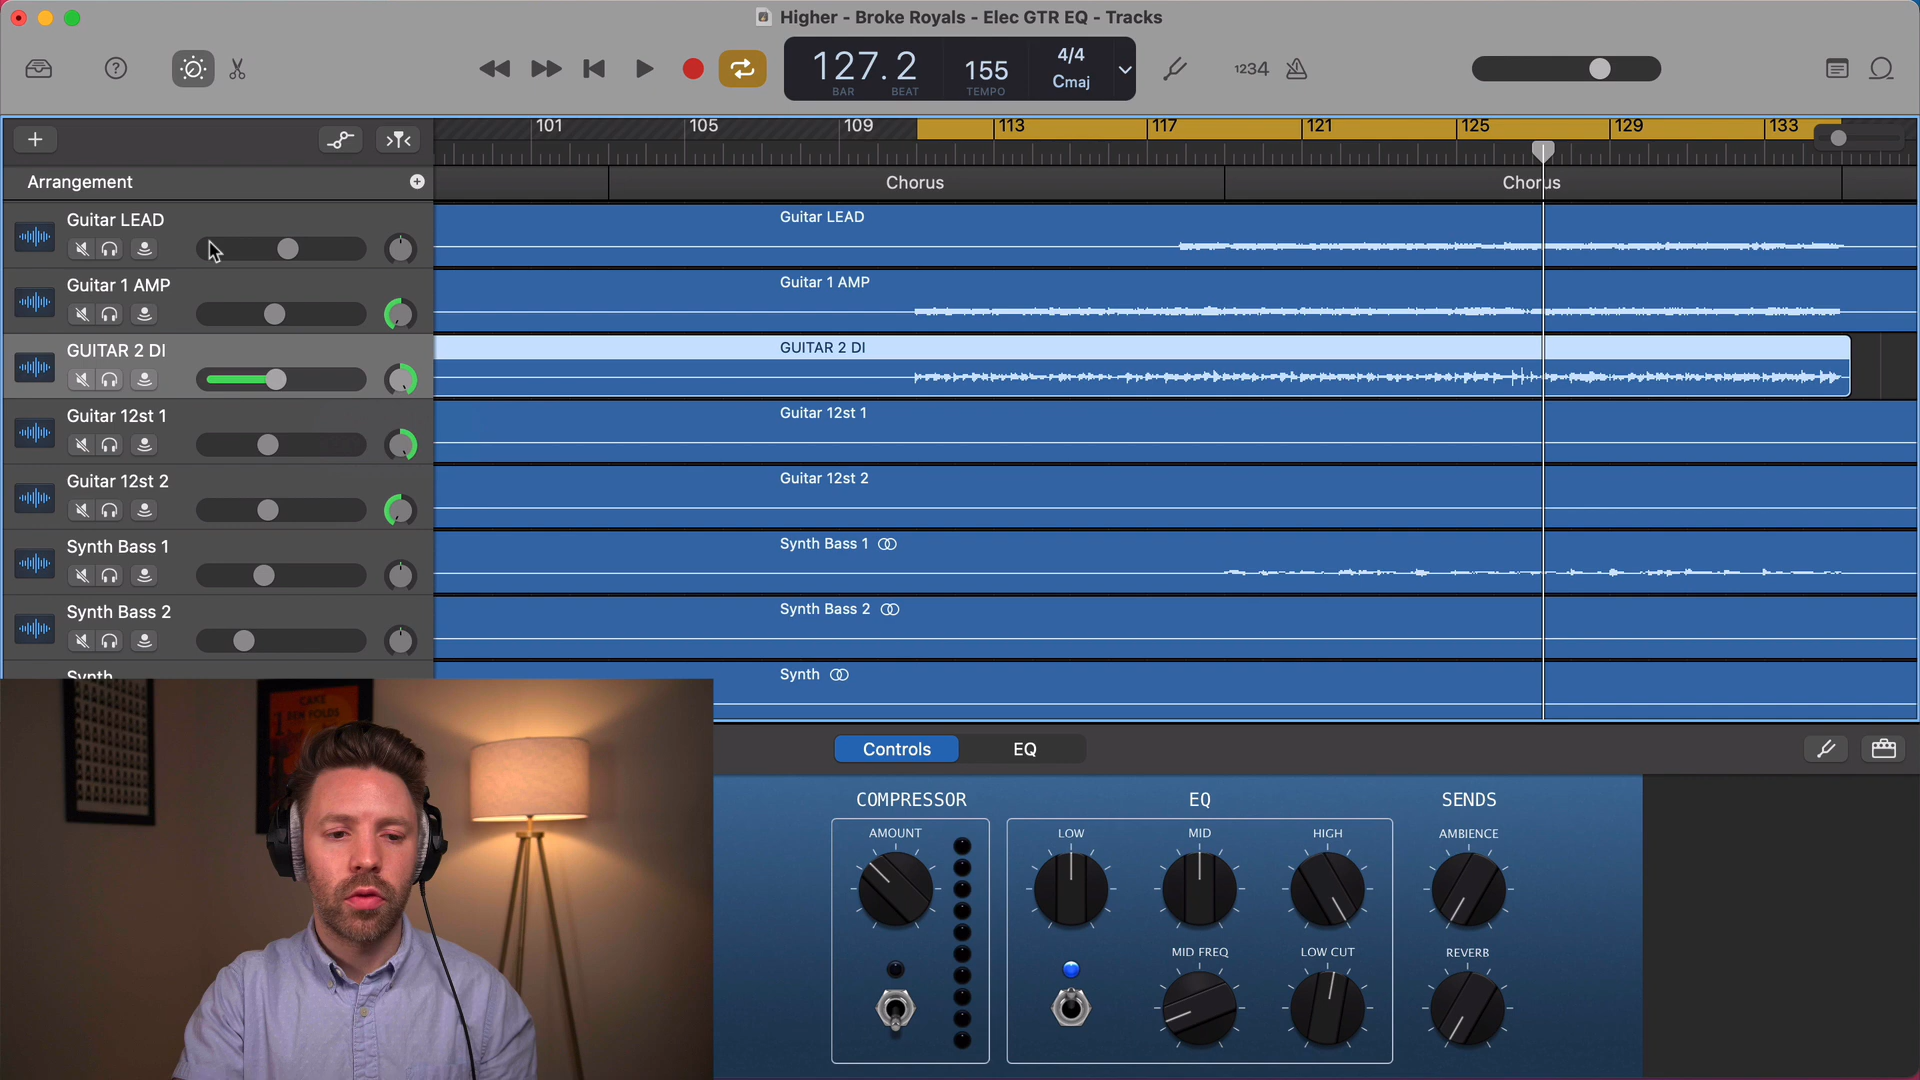 Higher - Broke Royals - Elec GTR EQ - Tracks
127.2
BAR
BEAT
155
TEMPO
4/4
Cmaj
1234
101
105
109
113
117
121
125
129
133
Arrangement
Chorus
Chorus
Guitar LEAD
Guitar LEAD
Guitar 1 AMP
Guitar 1 AMP
GUITAR 2 DI
GUITAR 2 DI
Guitar 12st 1
Guitar 12st 1
Guitar 12st 2
Guitar 12st 2
Synth Bass 1
Synth Bass 1
Synth Bass 2
Synth Bass 2
Synth
Synth
CAKE
BEN FOLDS
Controls
EQ
COMPRESSOR
EQ
SENDS
AMOUNT
LOW
MID
HIGH
AMBIENCE
MID FREQ
LOW CUT
REVERB